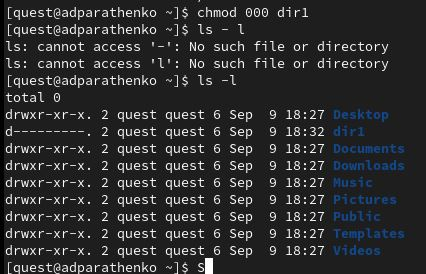 [quest@adparathenko ~]$ chmod 000 dir1
[quest@adparathenko ~]$ ls - l
ls: cannot access '-': No such file or directory
ls: cannot access 'l': No such file or directory
[quest@adparathenko ~]$ ls -l
total 0
drwxr-xr-x. 2 quest quest 6 Sep  9 18:27 Desktop
d---------. 2 quest quest 6 Sep  9 18:32 dir1
drwxr-xr-x. 2 quest quest 6 Sep  9 18:27 Documents
drwxr-xr-x. 2 quest quest 6 Sep  9 18:27 Downloads
drwxr-xr-x. 2 quest quest 6 Sep  9 18:27 Music
drwxr-xr-x. 2 quest quest 6 Sep  9 18:27 Pictures
drwxr-xr-x. 2 quest quest 6 Sep  9 18:27 Public
drwxr-xr-x. 2 quest quest 6 Sep  9 18:27 Templates
drwxr-xr-x. 2 quest quest 6 Sep  9 18:27 Videos
[quest@adparathenko ~]$ S